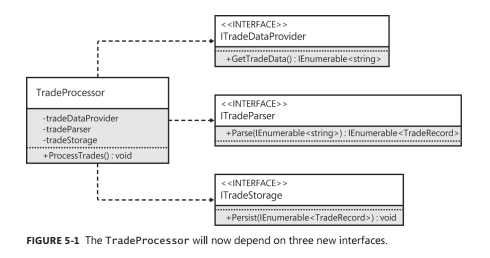 <<INTERFACE>>
ITradeDataProvider
+GetTradeData() : IEnumerable<string>
TradeProcessor
-tradeDataProvider
-tradeParser
-tradeStorage
+ProcessTrades() : void
<<INTERFACE>>
ITradeParser
+Parse(IEnumerable<string>) : IEnumerable<TradeRecord>
<<INTERFACE>>
ITradeStorage
+Persist(IEnumerable<TradeRecord>) : void
FIGURE 5-1 The TradeProcessor will now depend on three new interfaces.